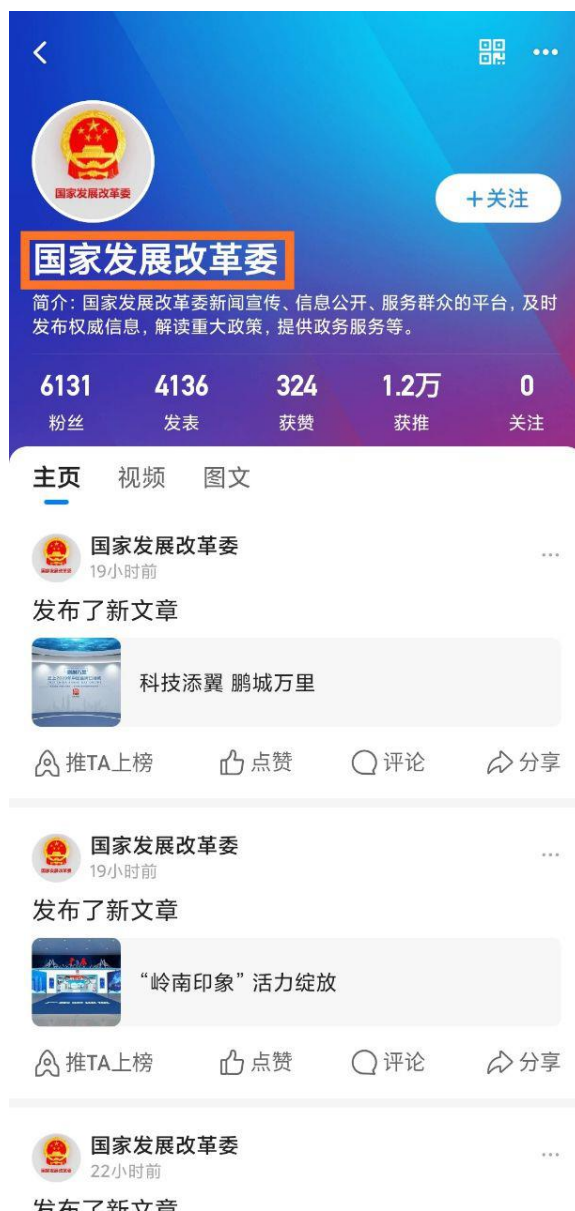 国家发展改革委
+关注
国家发展改革委
简介：国家发展改革委新闻宣传、信息公开、服务群众的平台，及时
发布权威信息，解读重大政策，提供政务服务等。
6131 4136 324 1.2万 0
粉丝 发表 获赞 获推 关注
主页 视频 图文
国家发展改革委
19小时前
发布了新文章
科技添翼 鹏城万里
推TA上榜 点赞 评论 分享
国家发展改革委
19小时前
发布了新文章
“岭南印象”活力绽放
推TA上榜 点赞 评论 分享
国家发展改革委
22小时前
发布了新文章